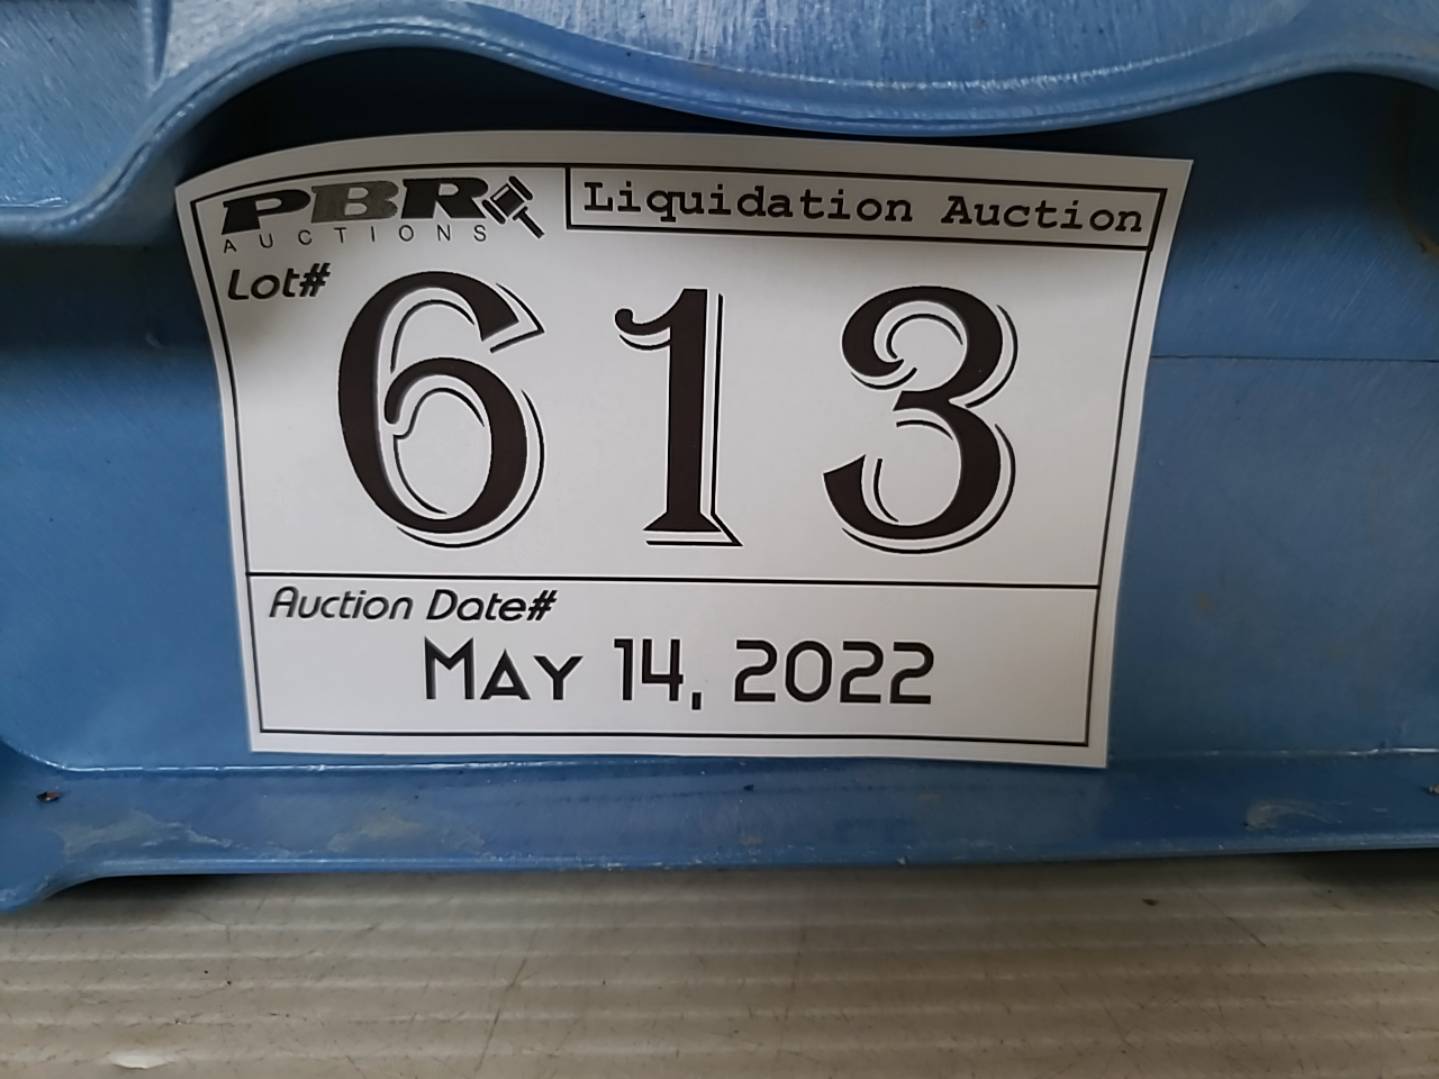 PBR
AUCTIONS
Liquidation Auction
Lot#
613
Auction Date#
May 14, 2022